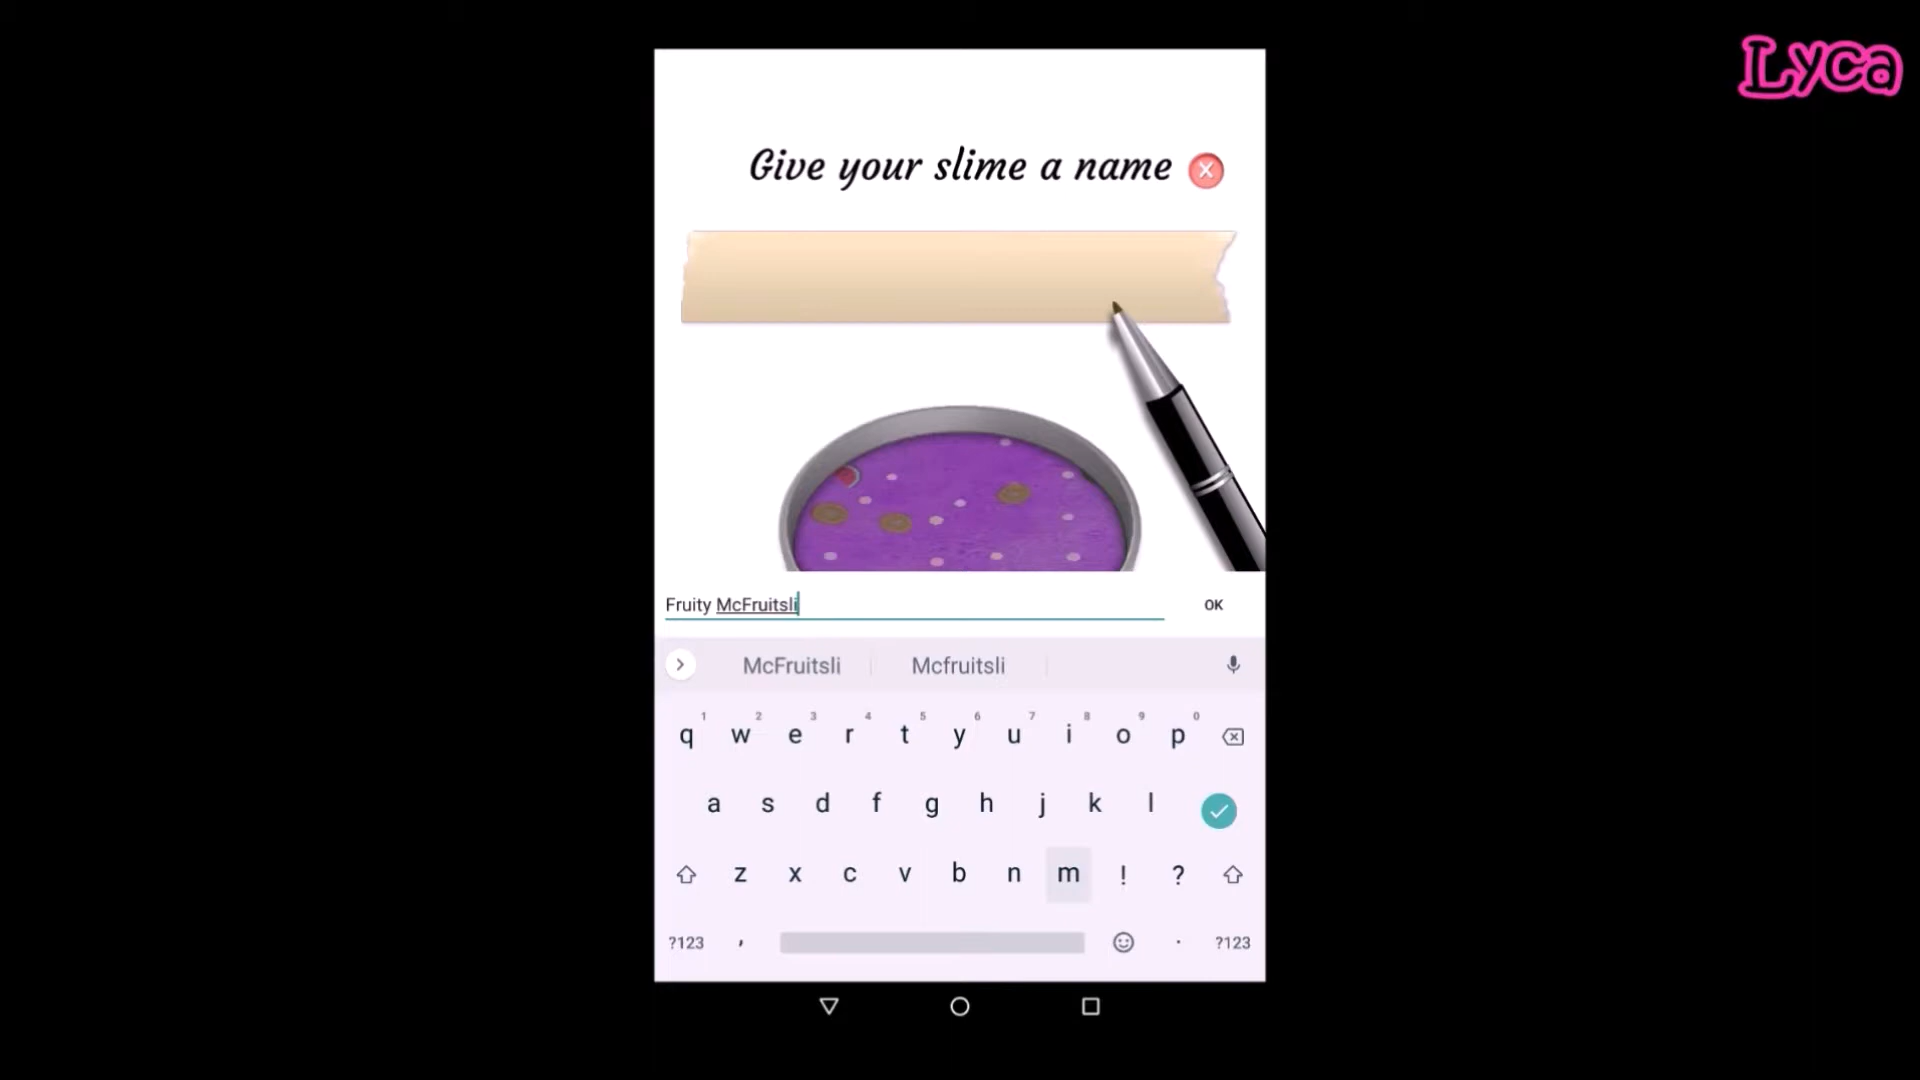 Lyca
Give your slime a name
Fruity McFruitsli
OK
McFruitsli Mcfruitsli
1 2 3 4 5 6 7 8 9 0
q w e r t y u i o p
a s d f g h j k l
z x c v b n m ! ?
?123 , . ?123